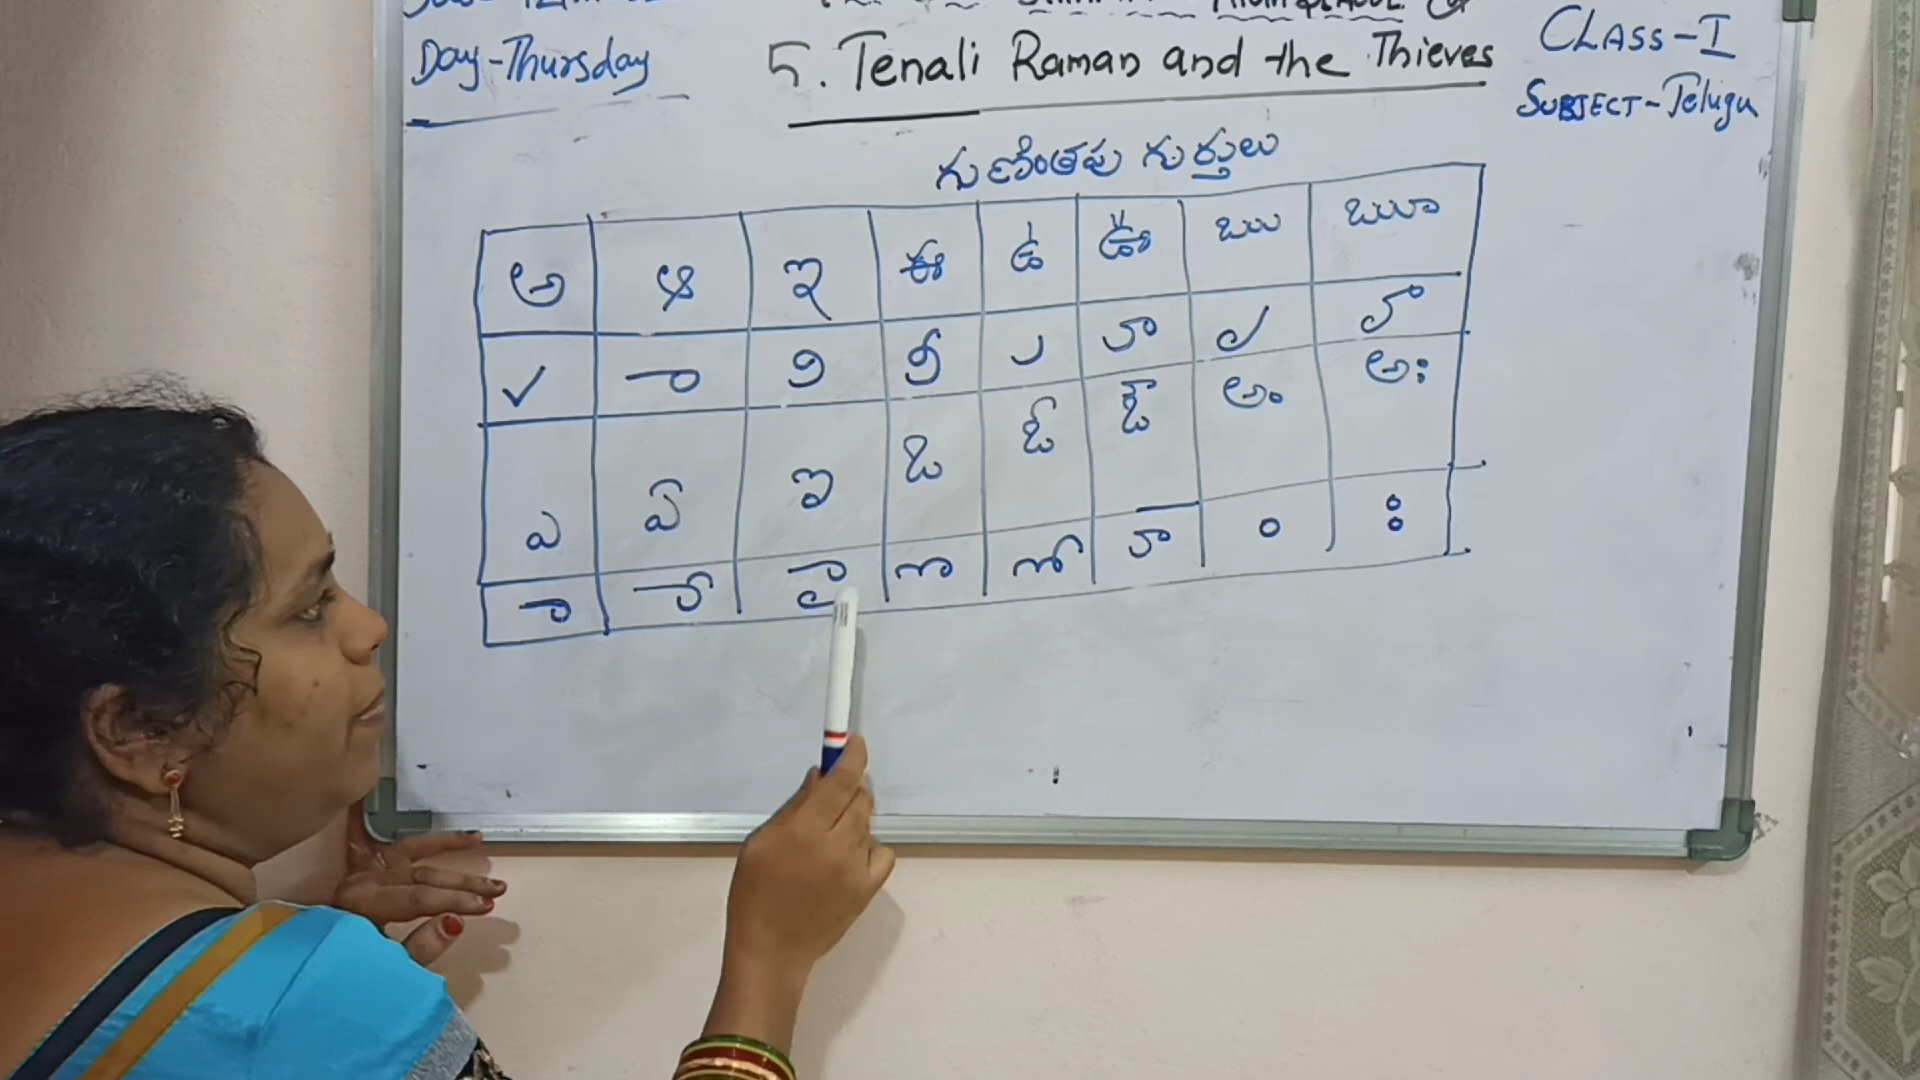 Day-Thursday
5. Tenali Raman and the Thieves
CLASS-I
SUBJECT-Telugu
గుణింతపు గుర్తులు
అ ఆ ఇ ఈ ఉ ఊ ఋ ౠ
✓ ా ి ీ ు ూ ృ ౄ
ఎ ఏ ఐ ఒ ఓ ఔ అం అః
ె ే ై ొ ో ౌ ం ః